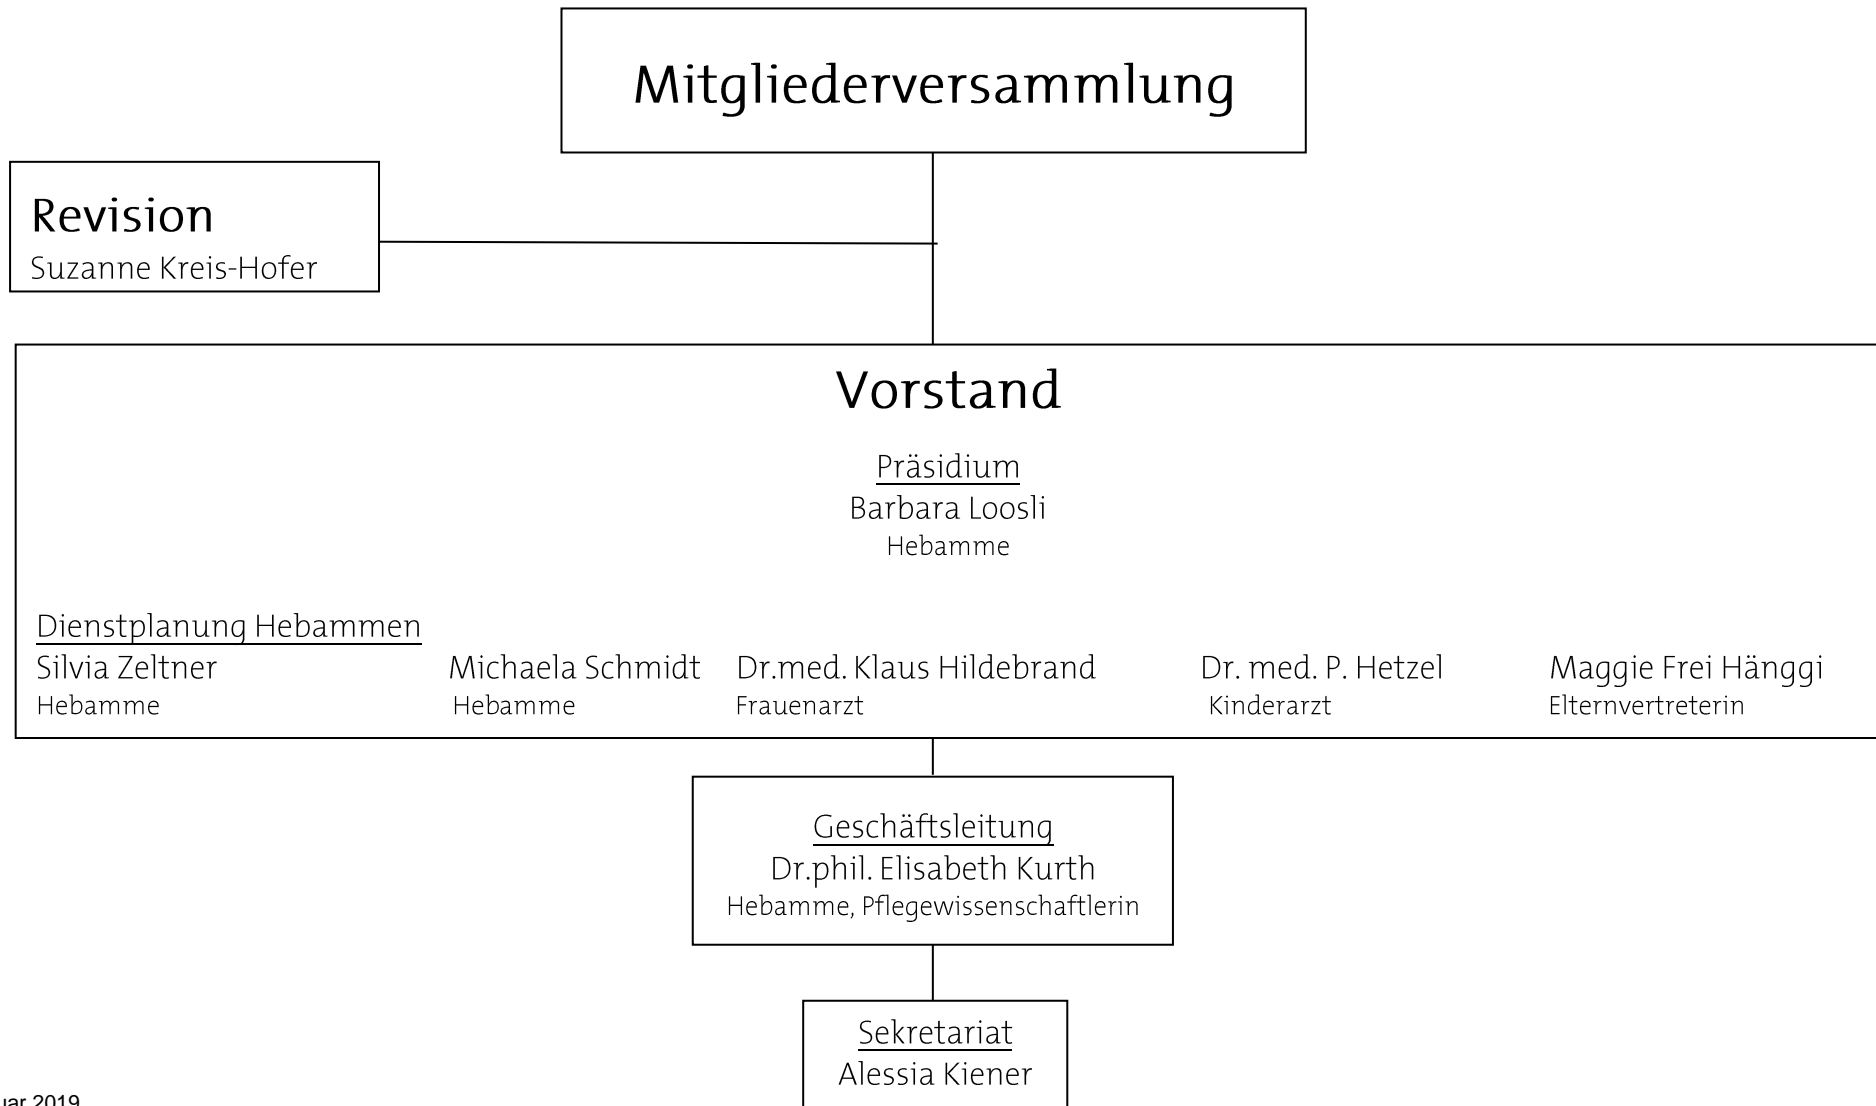 Mitgliederversammlung
Revision
Suzanne Kreis-Hofer
Vorstand
Präsidium
Barbara Loosli
Hebamme
Dienstplanung Hebammen
Silvia Zeltner
Hebamme
Michaela Schmidt
Hebamme
Dr.med. Klaus Hildebrand
Frauenarzt
Dr. med. P. Hetzel
Kinderarzt
Maggie Frei Hänggi
Elternvertreterin
Geschäftsleitung
Dr.phil. Elisabeth Kurth
Hebamme, Pflegewissenschaftlerin
Sekretariat
Alessia Kiener
2019